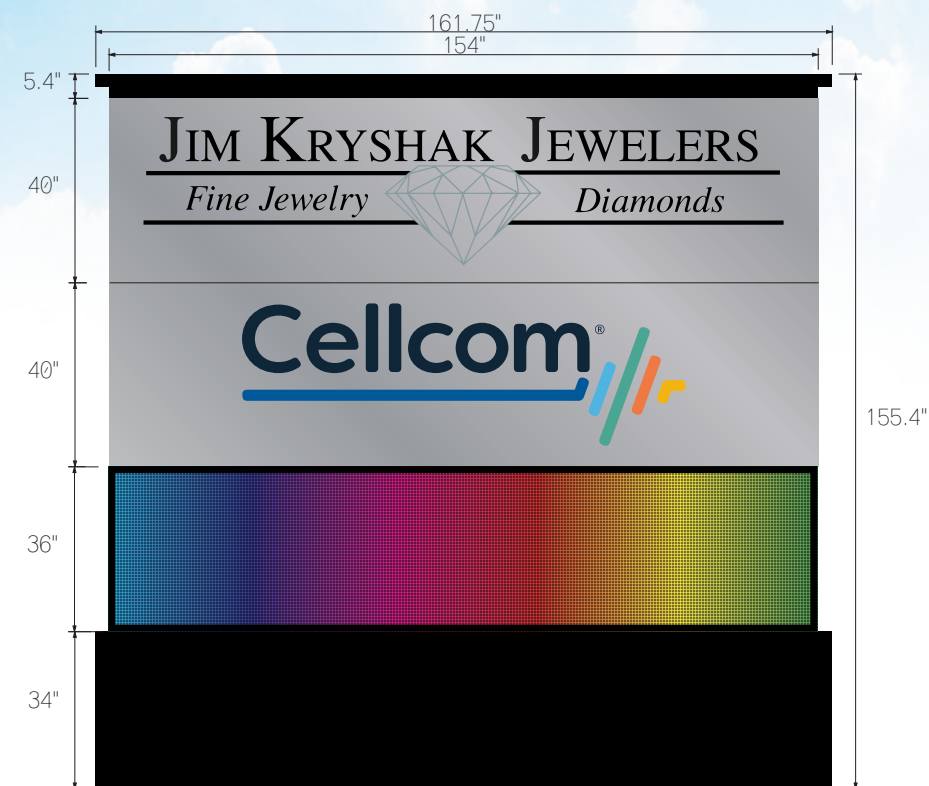 161.75"
154"
5.4"
40"
JIM KRYSHAK JEWELERS
Fine Jewelry Diamonds
40"
Cellcom®
155.4"
36"
34"